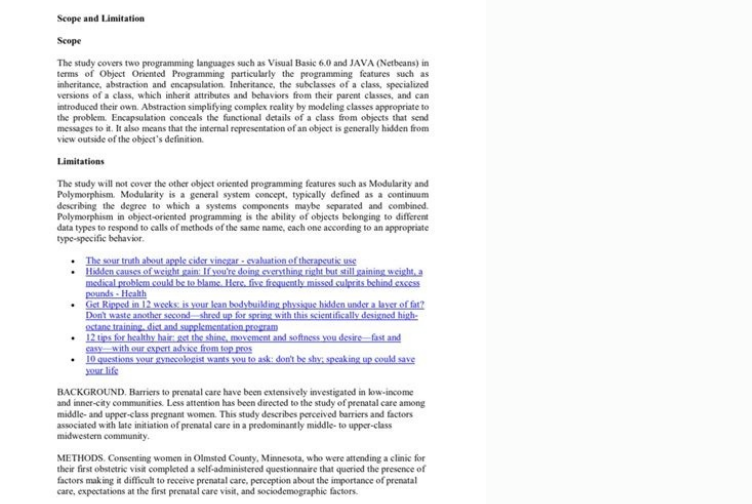 Scope and Limitation
Scope
The study covers two programming languages such as Visual Basic 6.0 and JAVA (Netbeans) in
terms of Object Oriented Programming particularly the programming features such as
inheritance, abstraction and encapsulation. Inheritance, the subclasses of a class, specialized
versions of a class, which inherit attributes and behaviors from their parent classes, and can
introduced their own. Abstraction simplifying complex reality by modeling classes appropriate to
the problem. Encapsulation conceals the functional details of a class from objects that send
messages to it. It also means that the internal representation of an object is generally hidden from
view outside of the object's definition.
Limitations
The study will not cover the other object oriented programming features such as Modularity and
Polymorphism. Modularity is a general system concept, typically defined as a continuum
describing the degree to which a systems components maybe separated and combined.
Polymorphism in object-oriented programming is the ability of objects belonging to different
data types to respond to calls of methods of the same name, each one according to an appropriate
type-specific behavior.
• The sour truth about apple cider vinegar - evaluation of therapeutic use
• Hidden causes of weight gain: If you're doing everything right but still gaining weight, a
medical problem could be to blame. Here, five frequently missed culprits behind excess
pounds - Health
• Get Ripped in 12 weeks: is your lean bodybuilding physique hidden under a layer of fat?
Don't waste another second—shred up for spring with this scientifically designed high-
octane training, diet and supplementation program
• 12 tips for healthy hair: get the shine, movement and softness you desire—fast and
easy—with our expert advice from top pros
• 10 questions your gynecologist wants you to ask: don't be shy; speaking up could save
your life
BACKGROUND. Barriers to prenatal care have been extensively investigated in low-income
and inner-city communities. Less attention has been directed to the study of prenatal care among
middle- and upper-class pregnant women. This study describes perceived barriers and factors
associated with late initiation of prenatal care in a predominantly middle- to upper-class
midwestern community.
METHODS. Consenting women in Olmsted County, Minnesota, who were attending a clinic for
their first obstetric visit completed a self-administered questionnaire that queried the presence of
factors making it difficult to receive prenatal care, perception about the importance of prenatal
care, expectations at the first prenatal care visit, and sociodemographic factors.